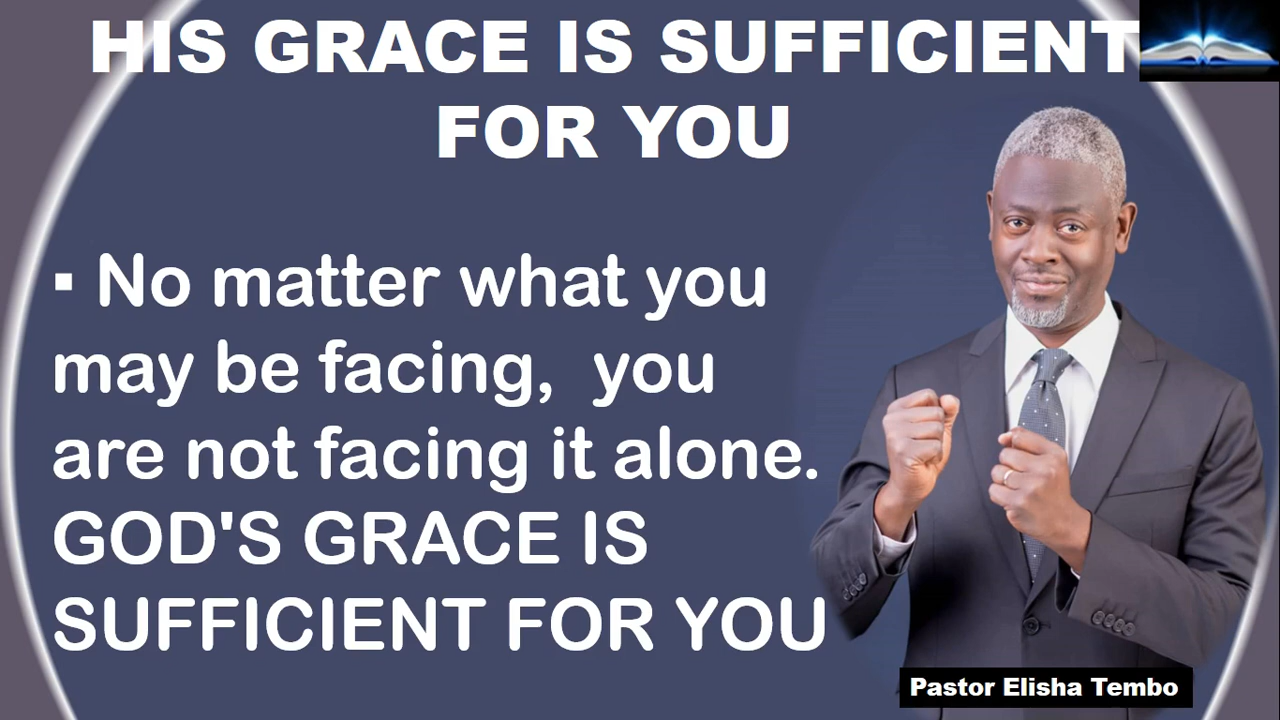 HIS GRACE IS SUFFICIENT
FOR YOU
▪ No matter what you
may be facing,  you
are not facing it alone.
GOD'S GRACE IS
SUFFICIENT FOR YOU
Pastor Elisha Tembo